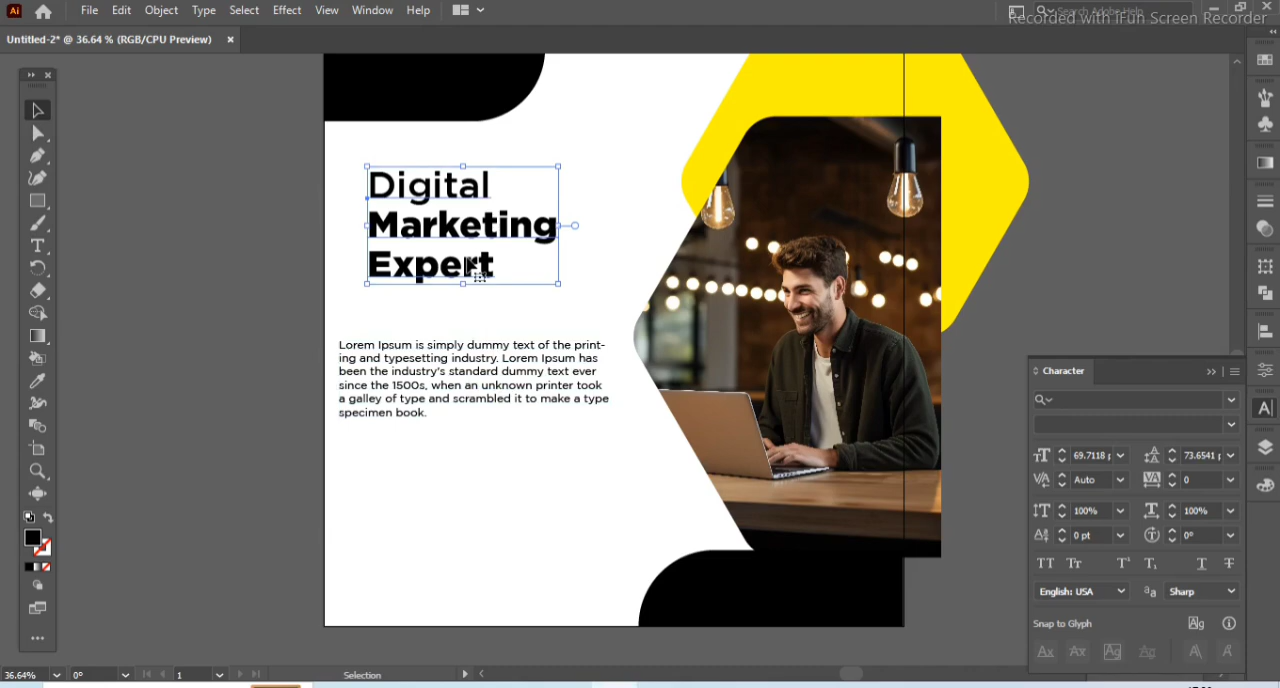 Ai File Edit Object Type Select Effect View Window Help
Recorded with iFun Screen Recorder
Untitled-2* @ 36.64 % (RGB/CPU Preview) ×
Digital
Marketing
Expert
Lorem Ipsum is simply dummy text of the print-
ing and typesetting industry. Lorem Ipsum has
been the industry's standard dummy text ever
since the 1500s, when an unknown printer took
a galley of type and scrambled it to make a type
specimen book.
Character
69.7118 p 73.6541 p
Auto 0
100% 100%
0 pt 0°
English: USA Sharp
Snap to Glyph
36.64% 0° 1 Selection